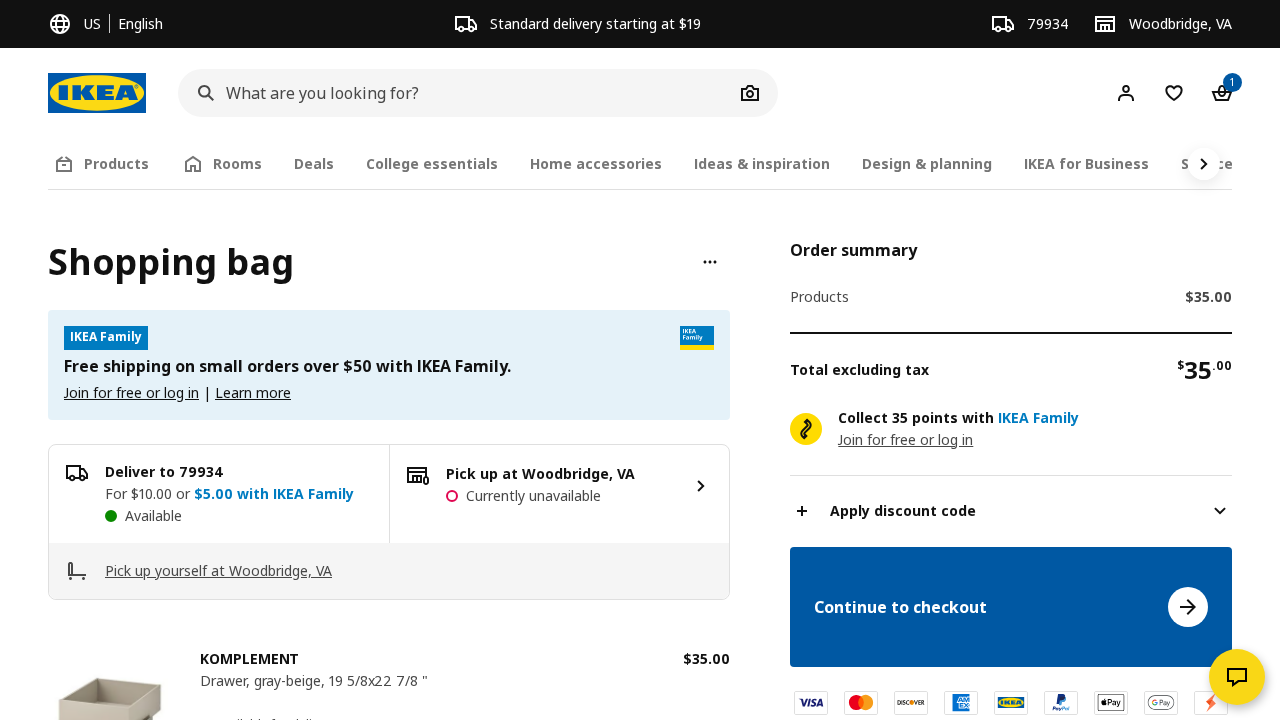 US
English
Standard delivery starting at $19
79934
Woodbridge, VA
IKEA
What are you looking for?
1
Products
Rooms
Deals
College essentials
Home accessories
Ideas & inspiration
Design & planning
IKEA for Business
Shopping bag
IKEA Family
IKEA
Family
Free shipping on small orders over $50 with IKEA Family.
Join for free or log in | Learn more
Deliver to 79934
For $10.00 or $5.00 with IKEA Family
Available
Pick up at Woodbridge, VA
Currently unavailable
Pick up yourself at Woodbridge, VA
KOMPLEMENT
$35.00
Drawer, gray-beige, 19 5/8x22 7/8 "
Order summary
Products
$35.00
Total excluding tax
$35.00
Collect 35 points with IKEA Family
Join for free or log in
Apply discount code
Continue to checkout
VISA
DISCOVER
AMEX
IKEA
PayPal
Pay
G Pay